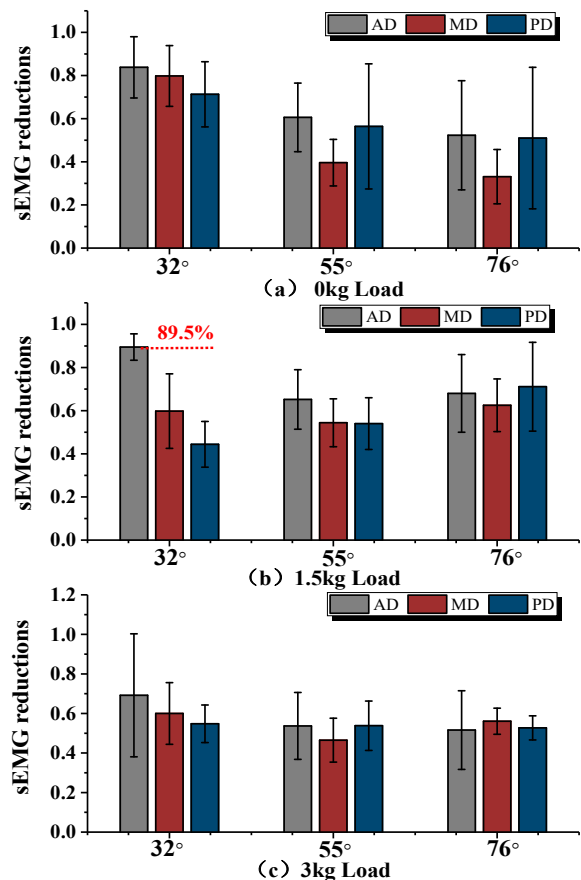 AD MD PD
sEMG reductions
1.0
0.8
0.6
0.4
0.2
0.0
32° 55° 76°
（a） 0kg Load
AD MD PD
89.5%
sEMG reductions
1.0
0.8
0.6
0.4
0.2
0.0
32° 55° 76°
（b）1.5kg Load
AD MD PD
sEMG reductions
1.2
1.0
0.8
0.6
0.4
0.2
0.0
32° 55° 76°
（c）3kg Load